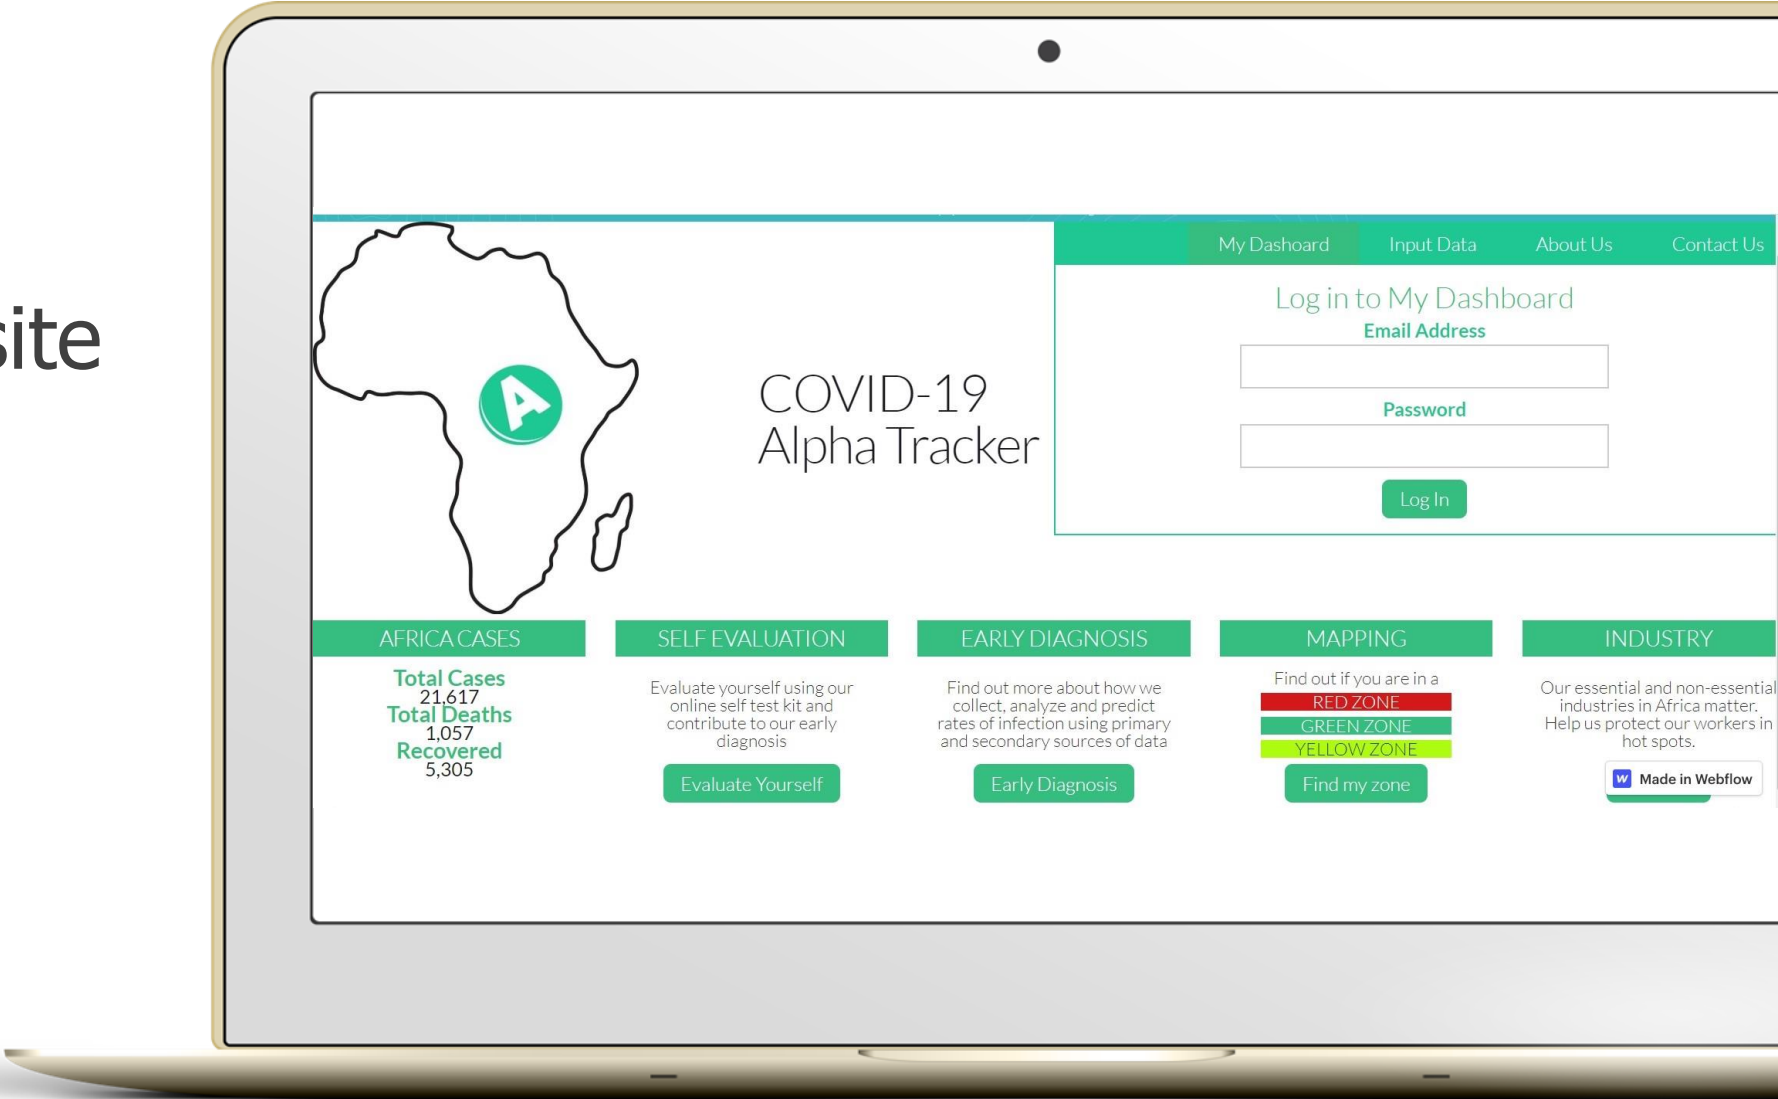 site
My Dashoard Input Data About Us Contact Us
Log in to My Dashboard
Email Address
Password
Log In
A
COVID-19
Alpha Tracker
AFRICA CASES
Total Cases
21,617
Total Deaths
1,057
Recovered
5,305
SELF EVALUATION
Evaluate yourself using our
online self test kit and
contribute to our early
diagnosis
Evaluate Yourself
EARLY DIAGNOSIS
Find out more about how we
collect, analyze and predict
rates of infection using primary
and secondary sources of data
Early Diagnosis
MAPPING
Find out if you are in a
RED ZONE
GREEN ZONE
YELLOW ZONE
Find my zone
INDUSTRY
Our essential and non-essential
industries in Africa matter.
Help us protect our workers in
hot spots.
W Made in Webflow